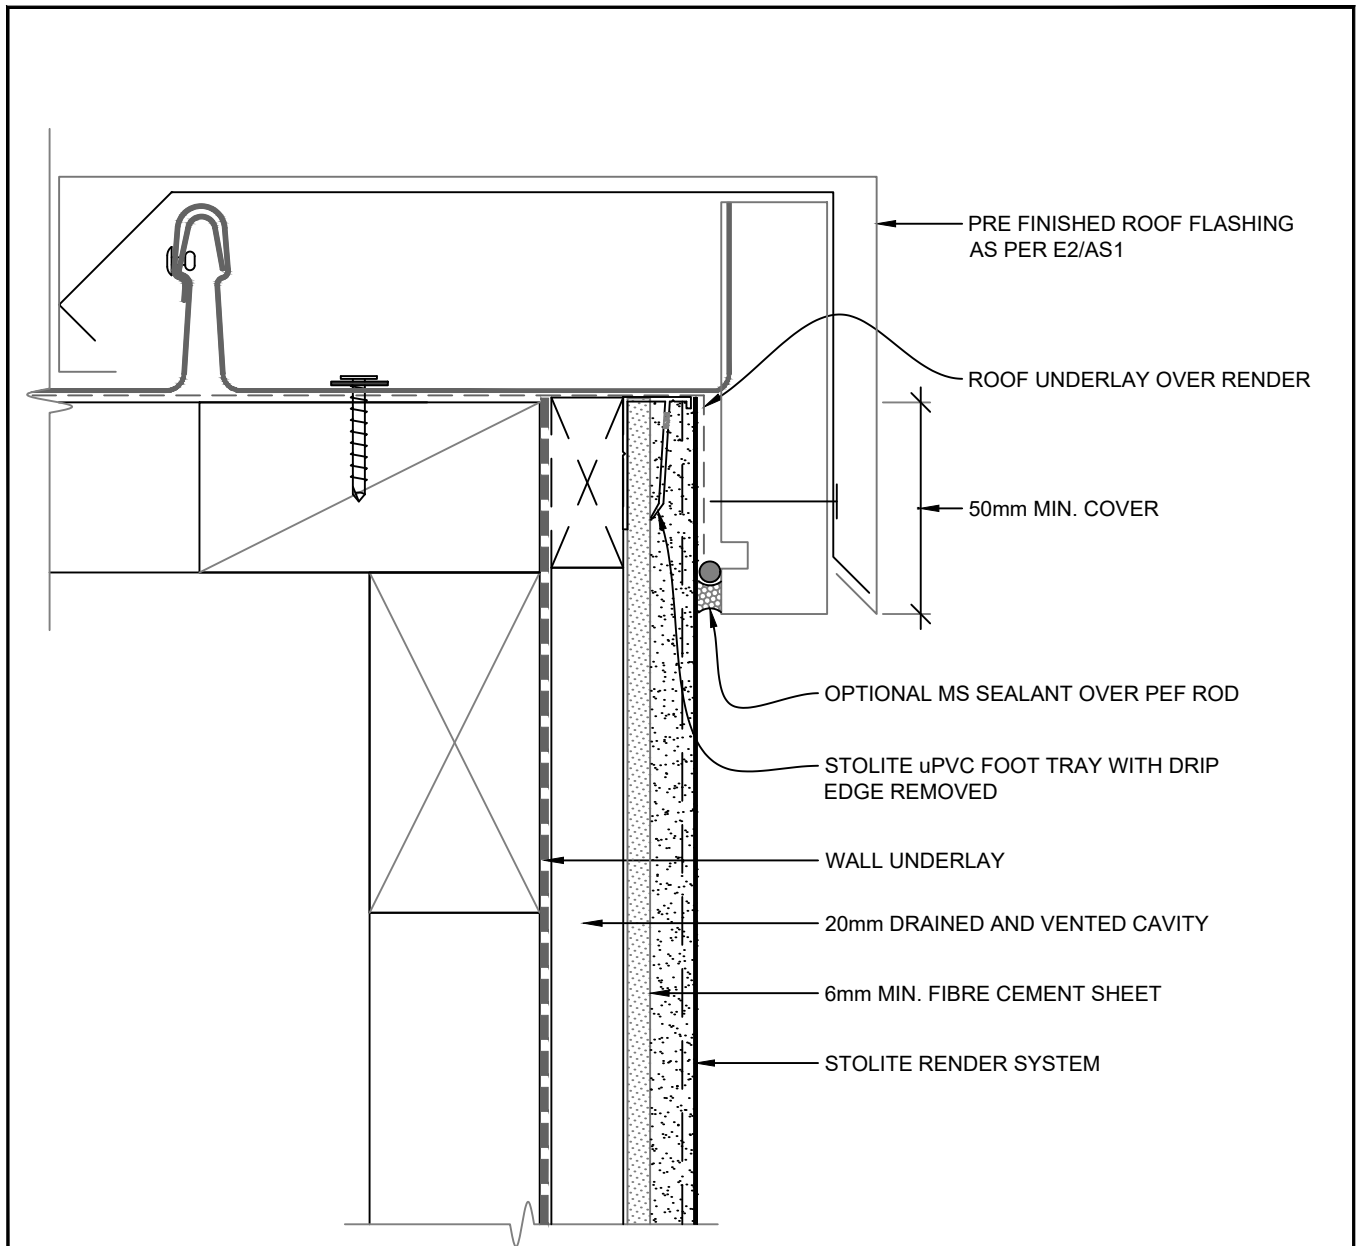 PRE FINISHED ROOF FLASHING
AS PER E2/AS1
ROOF UNDERLAY OVER RENDER
50mm MIN. COVER
OPTIONAL MS SEALANT OVER PEF ROD
STOLITE uPVC FOOT TRAY WITH DRIP
EDGE REMOVED
WALL UNDERLAY
20mm DRAINED AND VENTED CAVITY
6mm MIN. FIBRE CEMENT SHEET
STOLITE RENDER SYSTEM